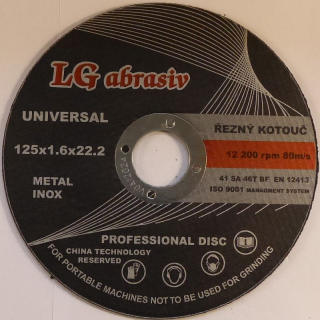 LG abrasiv
UNIVERSAL
125x1.6x22.2
METAL
INOX
ŘEZNÝ KOTOUČ
12 200 rpm 80m/s
41 SA 46T BF EN 12413
ISO 9001 MANAGMENT SYSTEM
PROFESSIONAL DISC
CHINA TECHNOLOGY
RESERVED
FOR PORTABLE MACHINES NOT TO BE USED FOR GRINDING